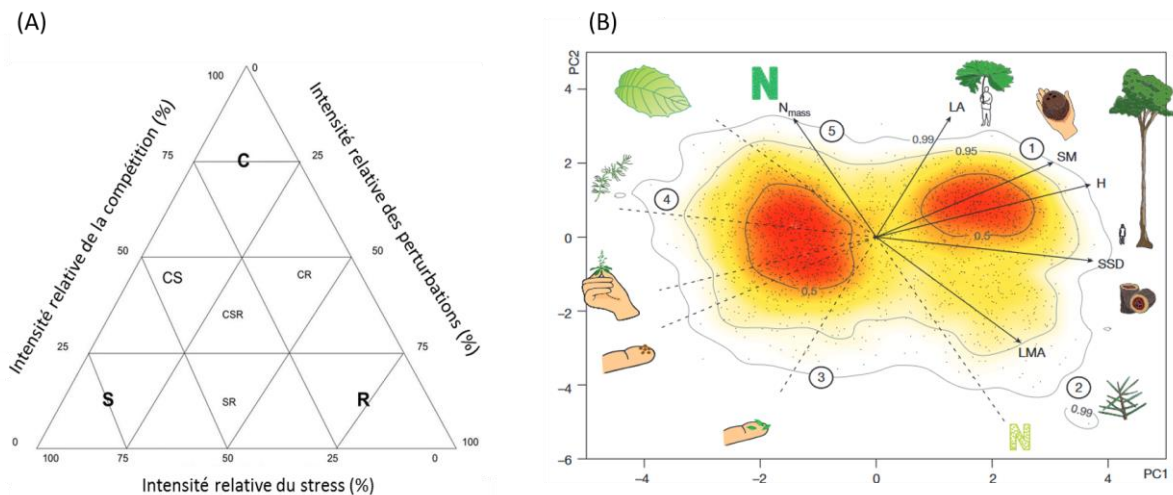 (A)
(B)
Intensité relative de la compétition (%)
Intensité relative des perturbations (%)
Intensité relative du stress (%)
100
0
75
C
25
50
50
CS
CR
CSR
25
75
S
SR
R
0
100
100
75
50
25
0
PC2
4
2
0
−2
−4
−6
N
Nmass
5
LA
0.99
0.95
1
SM
H
4
0.5
0.5
SSD
LMA
3
2
0.99
N
−4
−2
0
2
4
PC1